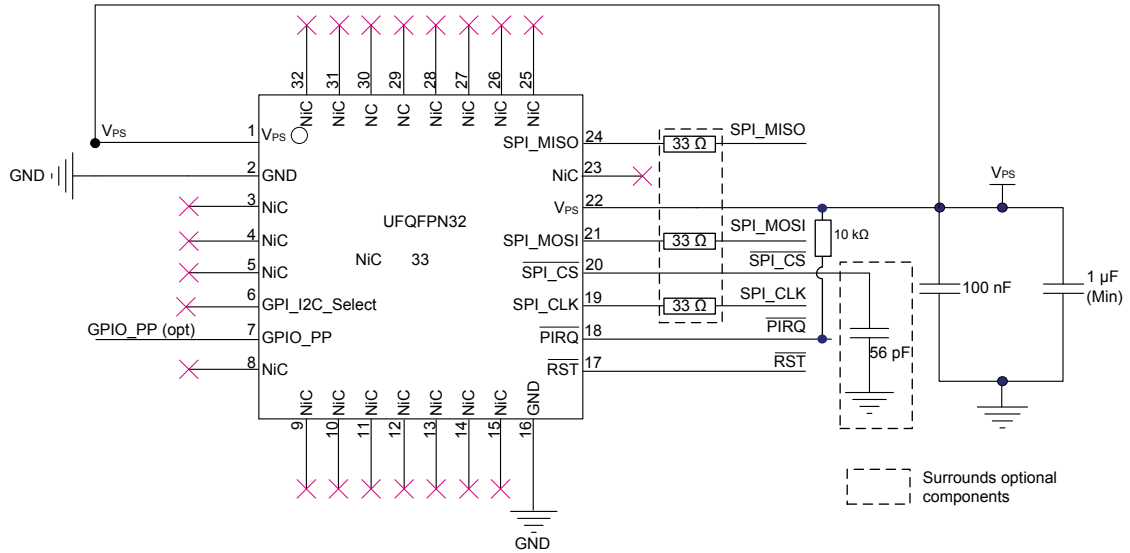 32 31 30 29 28 27 26 25
NiC NiC NC NC NiC NiC NiC NiC
VPS
1 VPS
SPI_MISO 24
33 Ω
SPI_MISO
GND
2 GND
NiC 23
3 NiC
VPS 22
VPS
UFQFPN32
4 NiC
SPI_MOSI 21
33 Ω
SPI_MOSI
10 kΩ
NiC 33
5 NiC
SPI_CS 20
SPI_CS
6 GPI_I2C_Select
SPI_CLK 19
33 Ω
SPI_CLK
100 nF
1 µF
(Min)
GPIO_PP (opt)
7 GPIO_PP
PIRQ 18
PIRQ
56 pF
8 NiC
RST 17
RST
NiC NiC NiC NiC NiC NiC NiC GND
9 10 11 12 13 14 15 16
GND
Surrounds optional
components